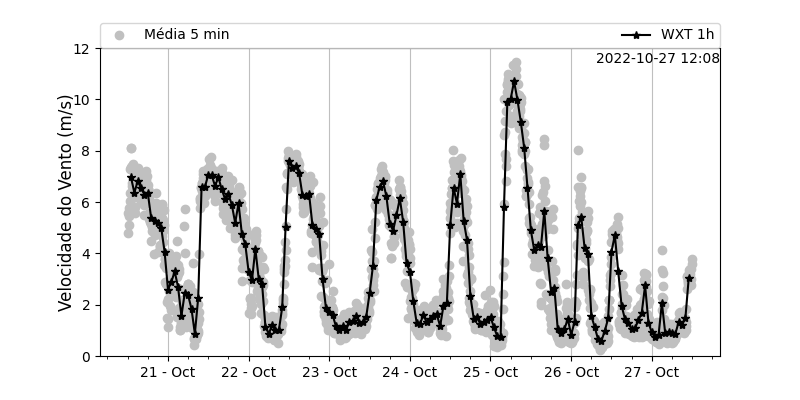 Média 5 min
WXT 1h
2022-10-27 12:08
Velocidade do Vento (m/s)
12
10
8
6
4
2
0
21 - Oct
22 - Oct
23 - Oct
24 - Oct
25 - Oct
26 - Oct
27 - Oct